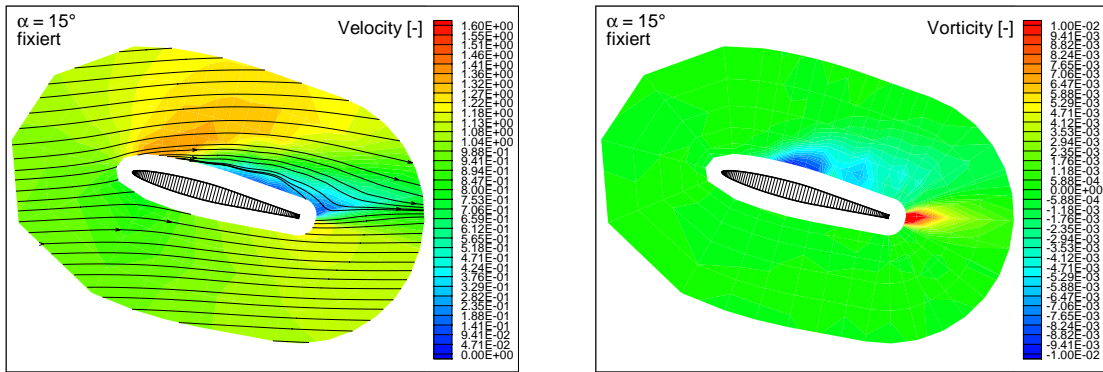 α = 15°
fixiert
Velocity [-]
1.60E+00
1.55E+00
1.51E+00
1.46E+00
1.41E+00
1.36E+00
1.32E+00
1.27E+00
1.22E+00
1.18E+00
1.13E+00
1.08E+00
1.04E+00
9.88E-01
9.41E-01
8.94E-01
8.47E-01
8.00E-01
7.53E-01
7.06E-01
6.59E-01
6.12E-01
5.65E-01
5.18E-01
4.71E-01
4.24E-01
3.76E-01
3.29E-01
2.82E-01
2.35E-01
1.88E-01
1.41E-01
9.41E-02
4.71E-02
0.00E+00
α = 15°
fixiert
Vorticity [-]
1.00E-02
9.41E-03
8.82E-03
8.24E-03
7.65E-03
7.06E-03
6.47E-03
5.88E-03
5.29E-03
4.71E-03
4.12E-03
3.53E-03
2.94E-03
2.35E-03
1.76E-03
1.18E-03
5.88E-04
0.00E+00
-5.88E-04
-1.18E-03
-1.76E-03
-2.35E-03
-2.94E-03
-3.53E-03
-4.12E-03
-4.71E-03
-5.29E-03
-5.88E-03
-6.47E-03
-7.06E-03
-7.65E-03
-8.24E-03
-8.82E-03
-9.41E-03
-1.00E-02